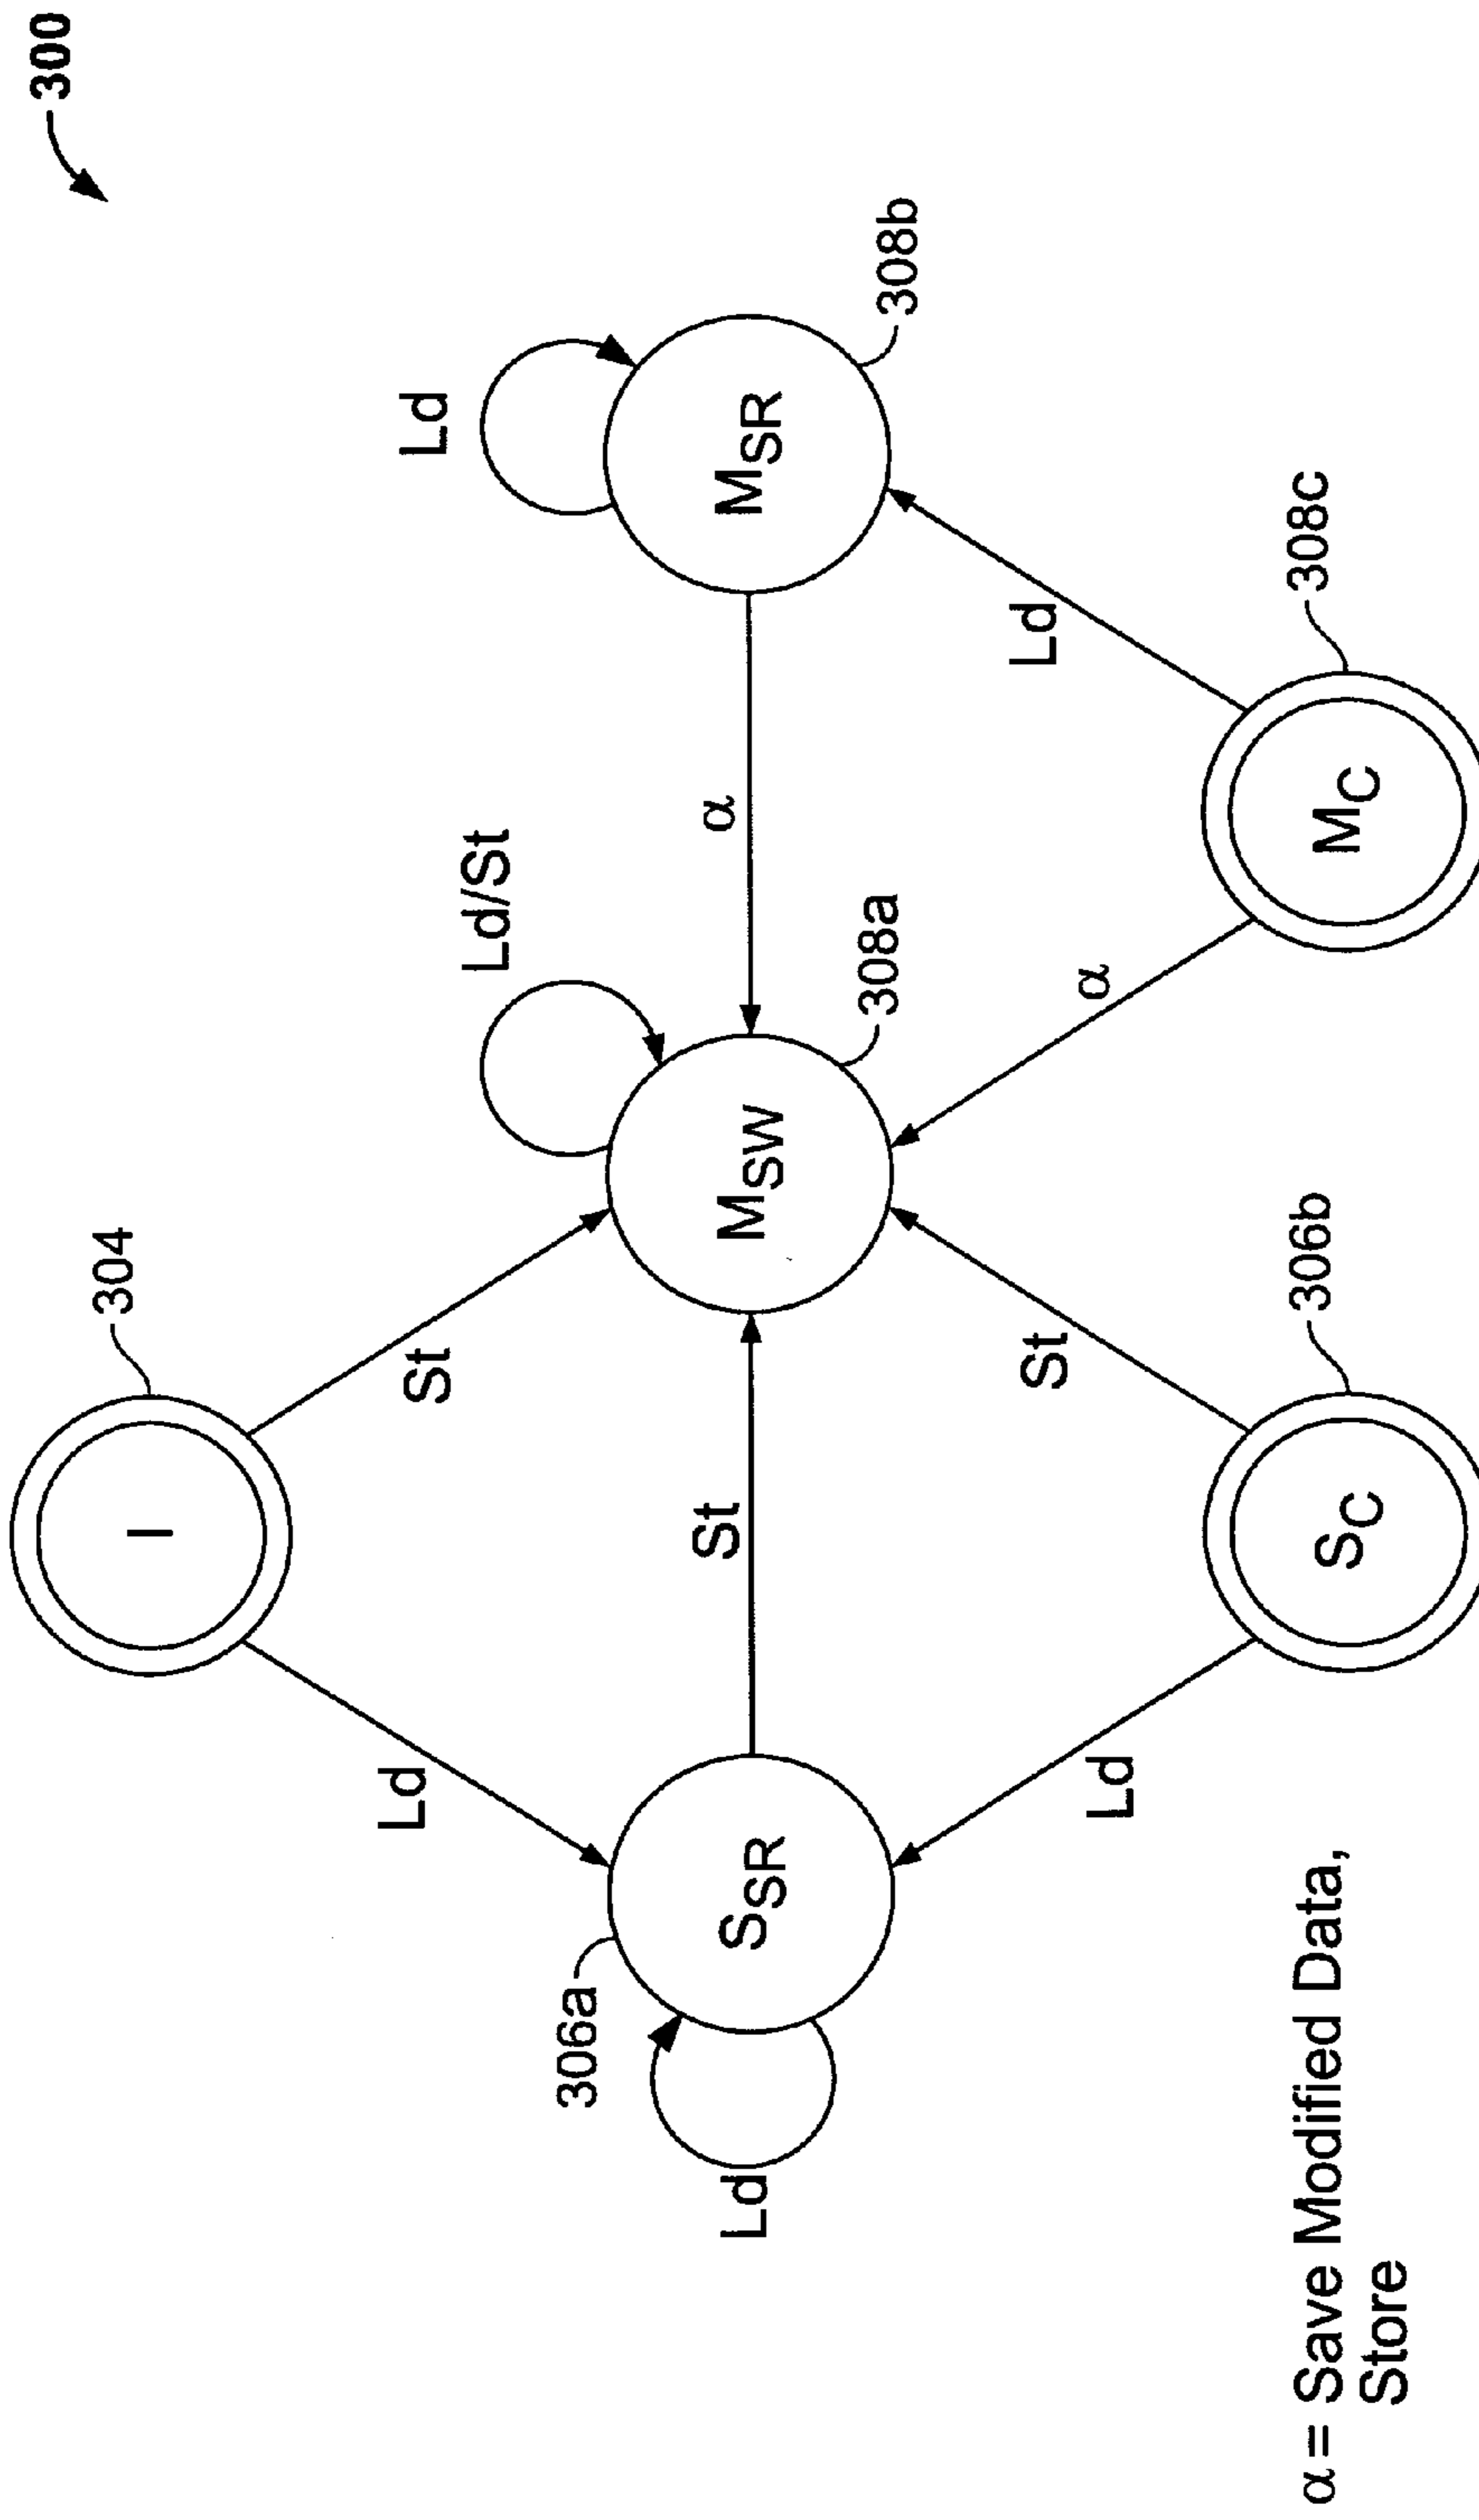 300
304
I
Ld
St
Ld
Ld/St
306a
St
α
Ld
SSR
MSW
MSR
308a
308b
Ld
St
α
Ld
306b
308c
SC
MC
α = Save Modified Data,
Store